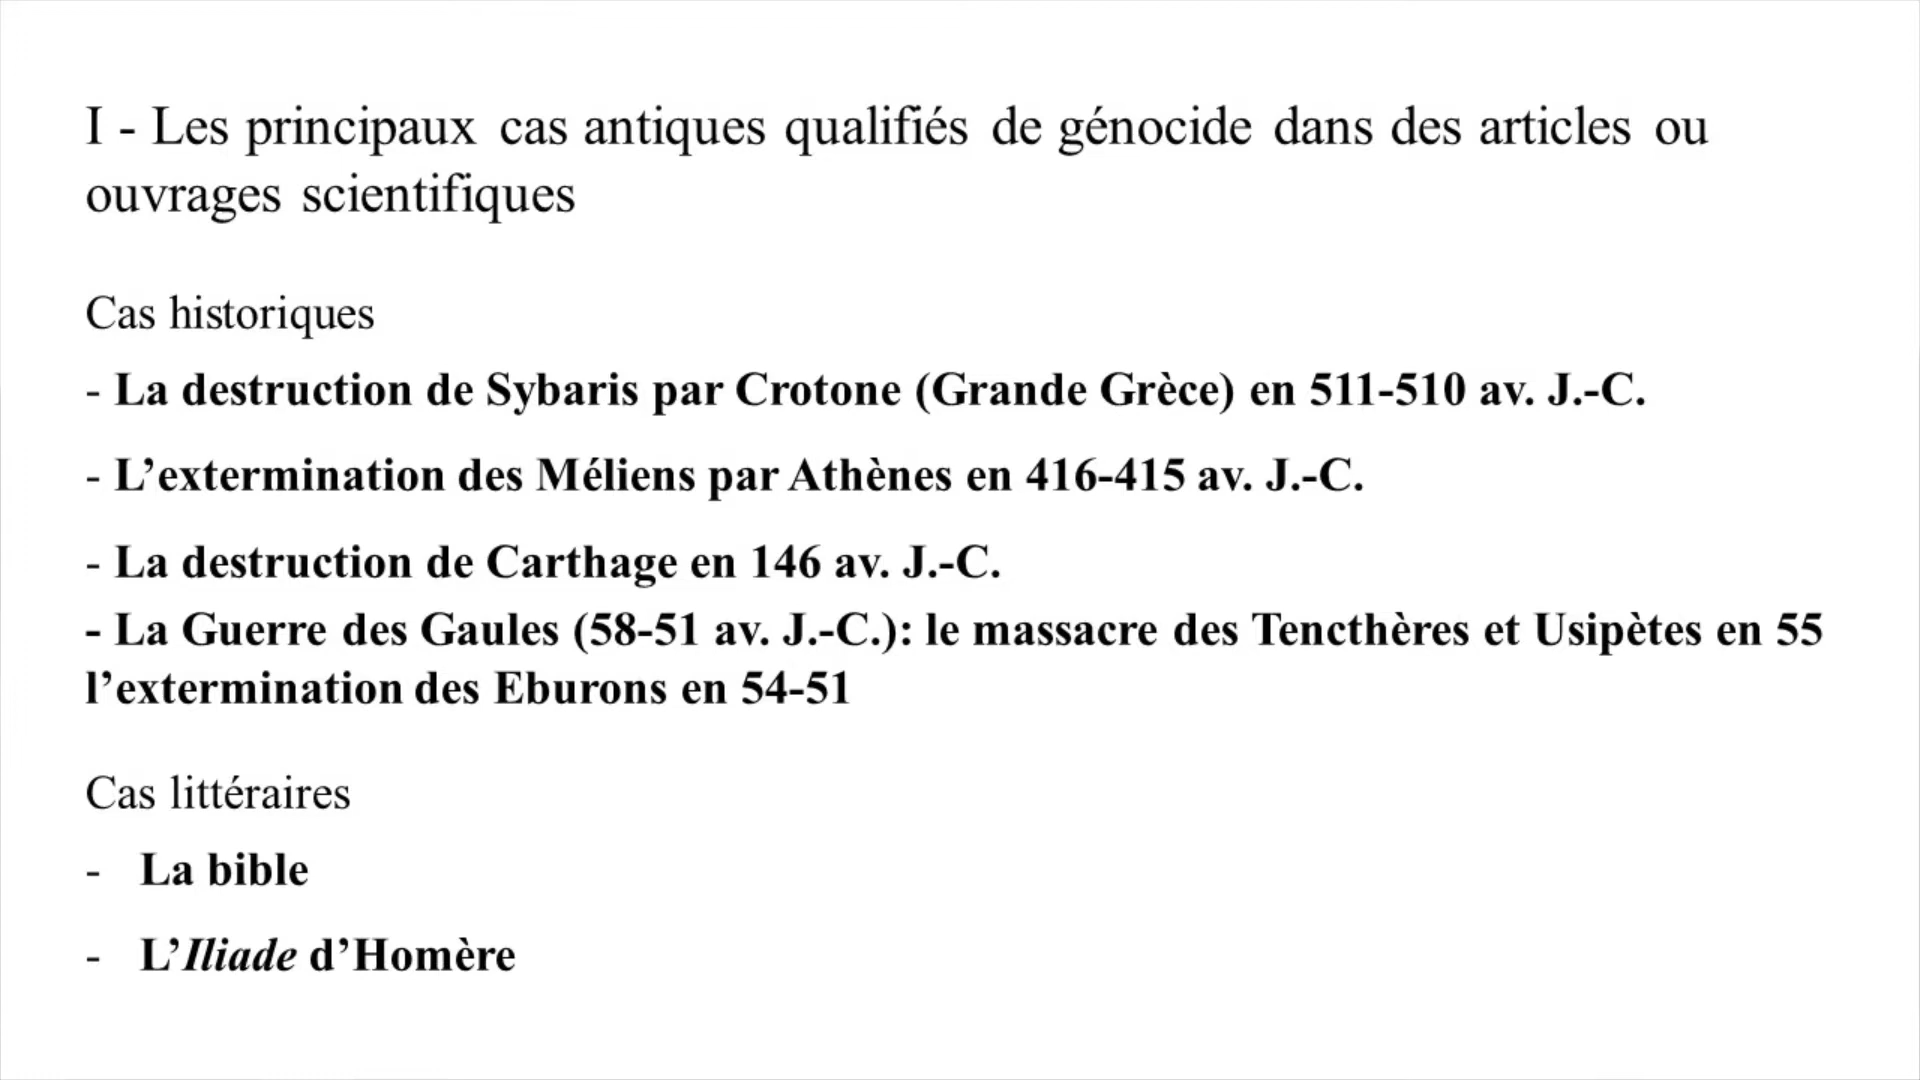 I - Les principaux cas antiques qualifiés de génocide dans des articles ou
ouvrages scientifiques
Cas historiques
- La destruction de Sybaris par Crotone (Grande Grèce) en 511-510 av. J.-C.
- L’extermination des Méliens par Athènes en 416-415 av. J.-C.
- La destruction de Carthage en 146 av. J.-C.
- La Guerre des Gaules (58-51 av. J.-C.): le massacre des Tencthères et Usipètes en 55
l’extermination des Eburons en 54-51
Cas littéraires
- La bible
- L’Iliade d’Homère